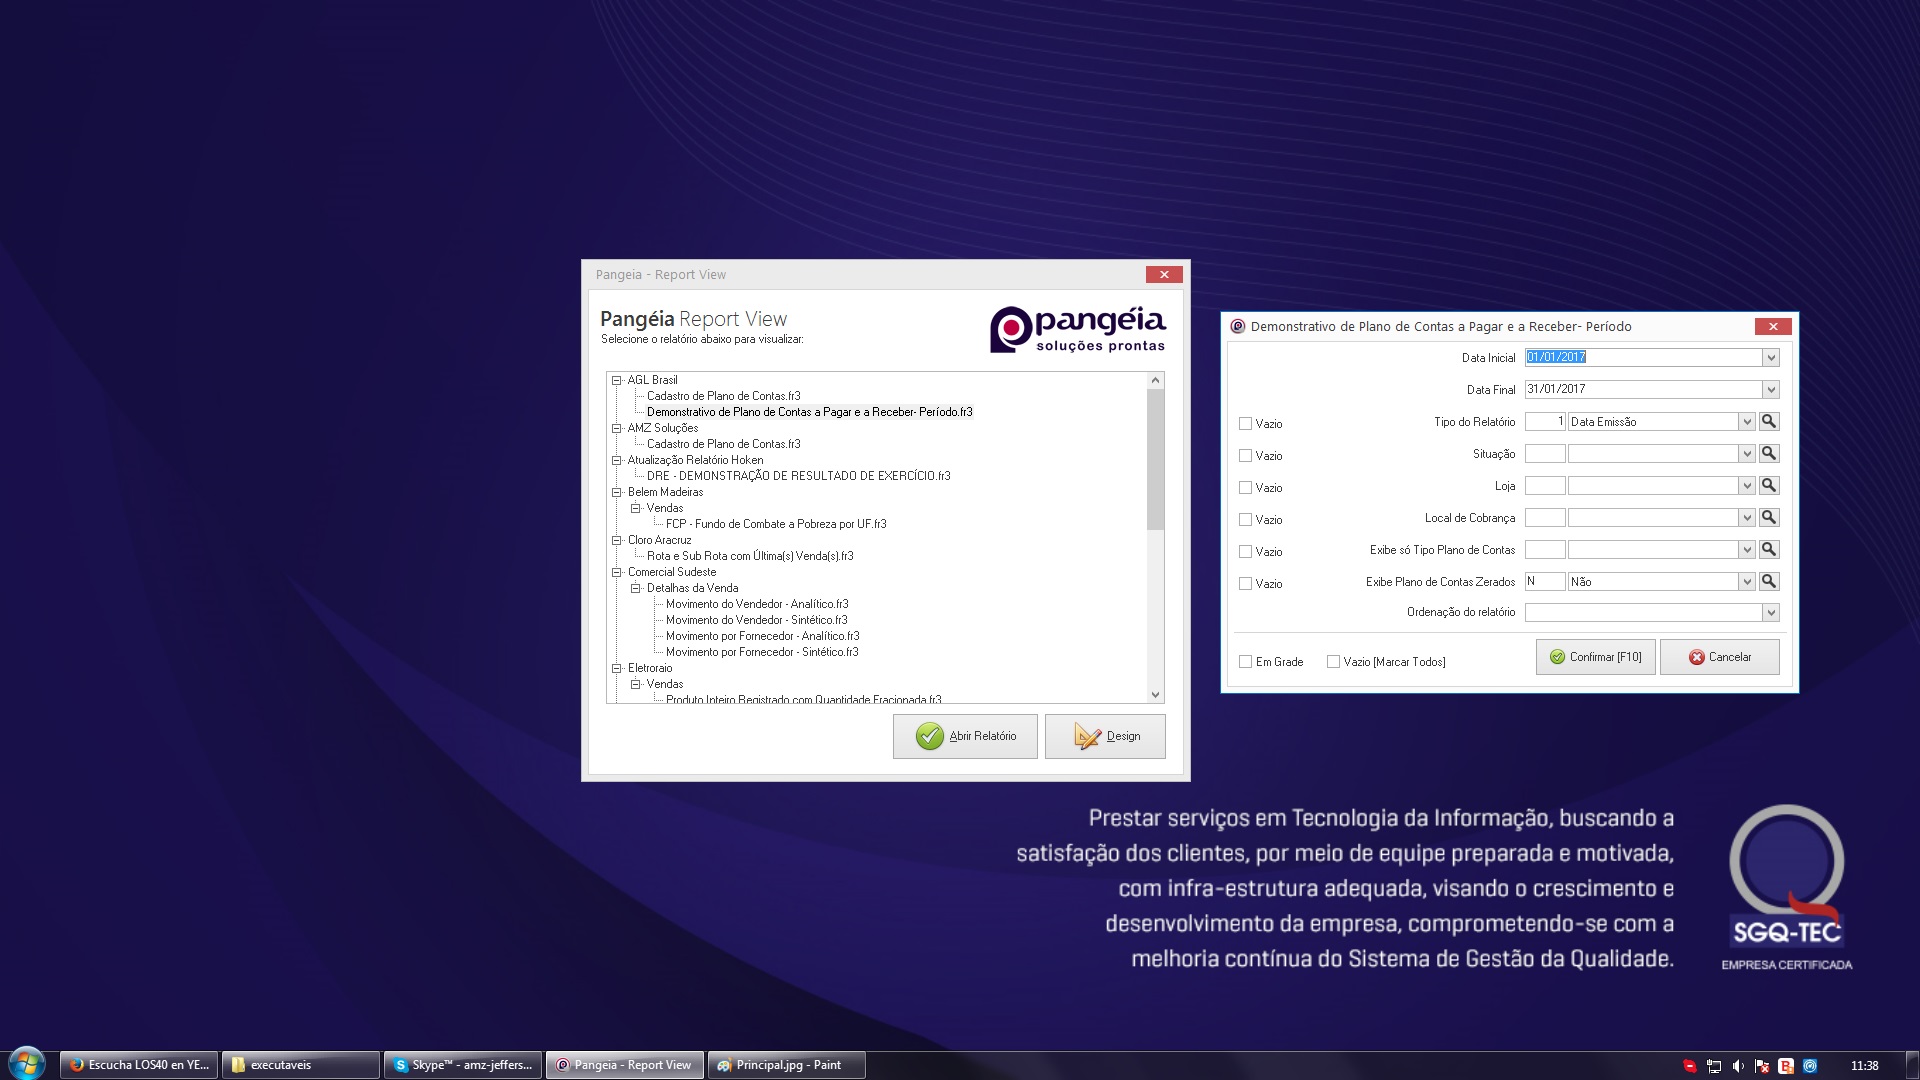 Pangeia - Report View
Pangéia Report View
Selecione o relatório abaixo para visualizar:
pangéia
soluções prontas
AGL Brasil
Cadastro de Plano de Contas.fr3
Demonstrativo de Plano de Contas a Pagar e a Receber- Período.fr3
AMZ Soluções
Cadastro de Plano de Contas.fr3
Atualização Relatório Hoken
DRE - DEMONSTRAÇÃO DE RESULTADO DE EXERCÍCIO.fr3
Belem Madeiras
Vendas
FCP - Fundo de Combate a Pobreza por UF.fr3
Cloro Aracruz
Rota e Sub Rota com Última(s) Venda(s).fr3
Comercial Sudeste
Detalhas da Venda
Movimento do Vendedor - Analítico.fr3
Movimento do Vendedor - Sintético.fr3
Movimento por Fornecedor - Analítico.fr3
Movimento por Fornecedor - Sintético.fr3
Eletroraio
Vendas
Produto Inteiro Registrado com Quantidade Fracionada.fr3
Abrir Relatório
Design
Demonstrativo de Plano de Contas a Pagar e a Receber- Período
Data Inicial 01/01/2017
Data Final 31/01/2017
Vazio Tipo do Relatório 1 Data Emissão
Vazio Situação
Vazio Loja
Vazio Local de Cobrança
Vazio Exibe só Tipo Plano de Contas
Vazio Exibe Plano de Contas Zerados N Não
Ordenação do relatório
Em Grade Vazio [Marcar Todos] Confirmar [F10] Cancelar
Prestar serviços em Tecnologia da Informação, buscando a
satisfação dos clientes, por meio de equipe preparada e motivada,
com infra-estrutura adequada, visando o crescimento e
desenvolvimento da empresa, comprometendo-se com a
melhoria contínua do Sistema de Gestão da Qualidade.
SGQ-TEC
EMPRESA CERTIFICADA
Escucha LOS40 en YE...
executaveis
Skype™ - amz-jeffers...
Pangeia - Report View
Principal.jpg - Paint
11:38